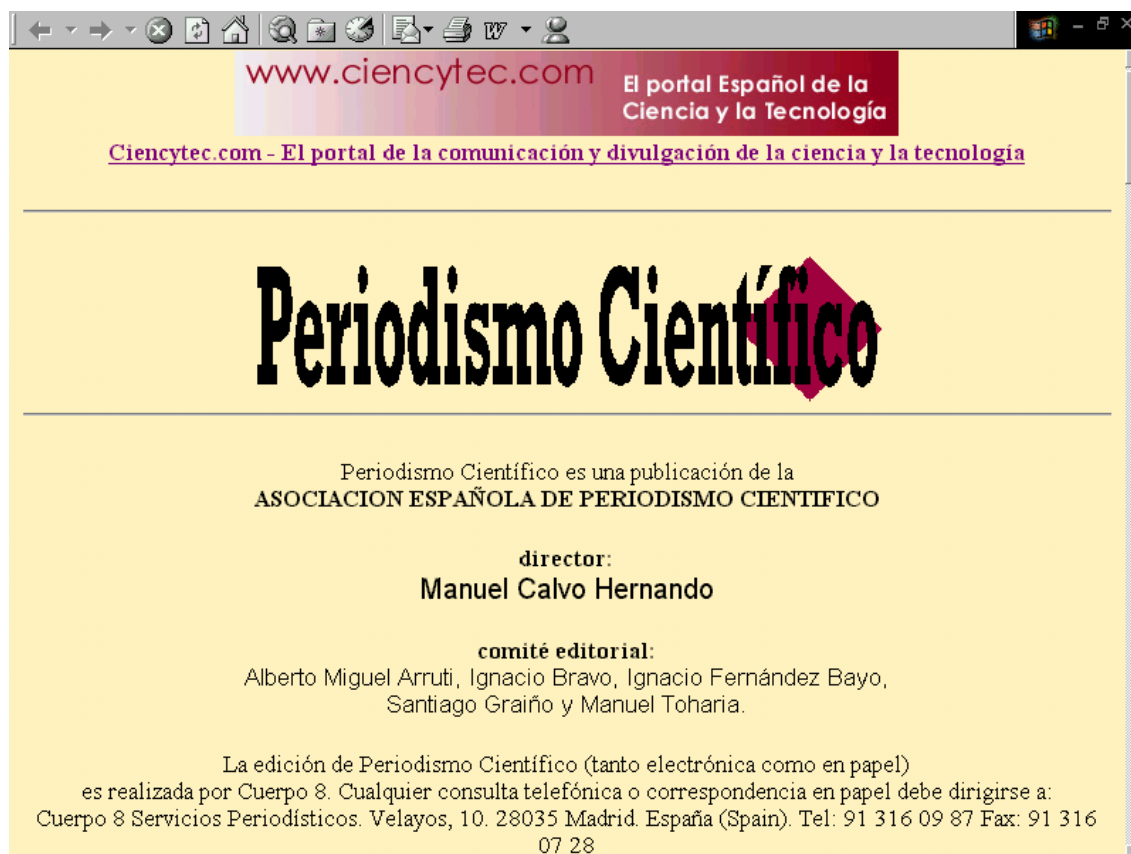 www.ciencytec.com
El portal Español de la
Ciencia y la Tecnología
Ciencytec.com - El portal de la comunicación y divulgación de la ciencia y la tecnología
Periodismo Científico
Periodismo Científico es una publicación de la
ASOCIACION ESPAÑOLA DE PERIODISMO CIENTIFICO
director:
Manuel Calvo Hernando
comité editorial:
Alberto Miguel Arruti, Ignacio Bravo, Ignacio Fernández Bayo,
Santiago Graiño y Manuel Toharia.
La edición de Periodismo Científico (tanto electrónica como en papel)
es realizada por Cuerpo 8. Cualquier consulta telefónica o correspondencia en papel debe dirigirse a:
Cuerpo 8 Servicios Periodísticos. Velayos, 10. 28035 Madrid. España (Spain). Tel: 91 316 09 87 Fax: 91 316
07 28